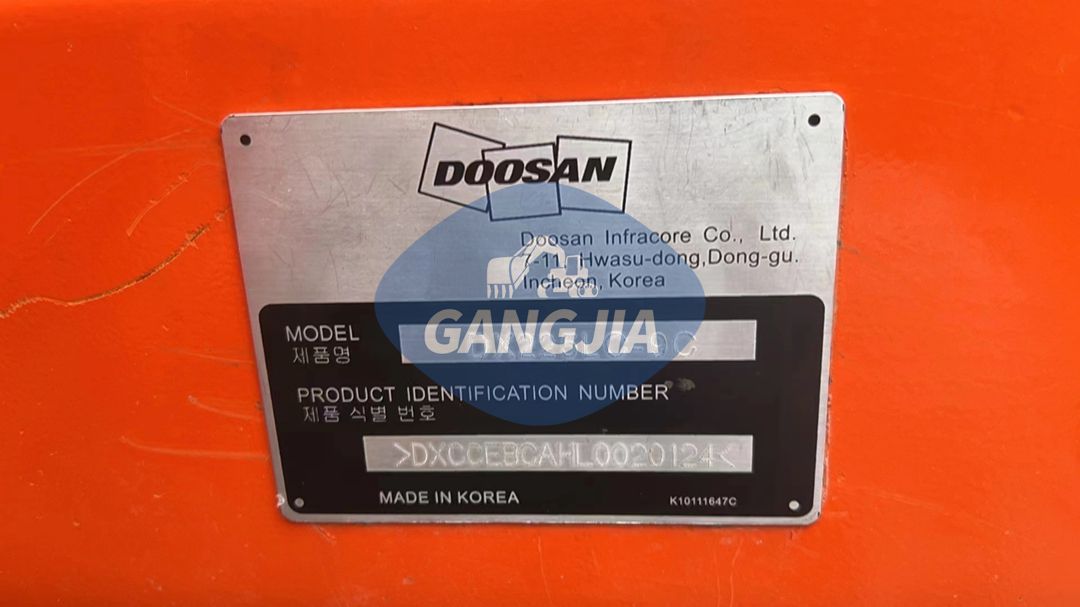 DOOSAN
Doosan Infracore Co., Ltd.
7-11, Hwasu-dong, Dong-gu.
Incheon, Korea
GANGJIA
MODEL
제품명
PRODUCT IDENTIFICATION NUMBER
제품 식별 번호
>DXCCEBCAHL0020124<
MADE IN KOREA
K10111647C